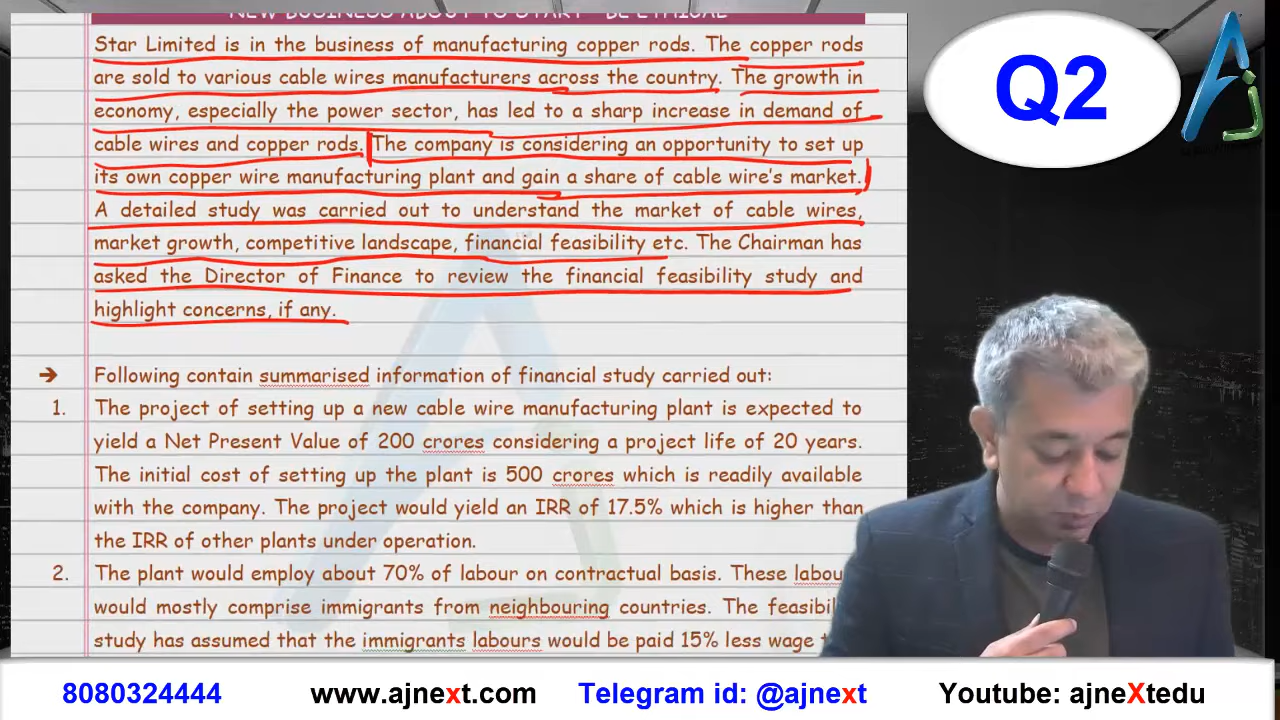 NEW BUSINESS ABOUT TO START - BE ETHICAL
Star Limited is in the business of manufacturing copper rods. The copper rods
are sold to various cable wires manufacturers across the country. The growth in
economy, especially the power sector, has led to a sharp increase in demand of
cable wires and copper rods. The company is considering an opportunity to set up
its own copper wire manufacturing plant and gain a share of cable wire's market.
A detailed study was carried out to understand the market of cable wires,
market growth, competitive landscape, financial feasibility etc. The Chairman has
asked the Director of Finance to review the financial feasibility study and
highlight concerns, if any.
➔ Following contain summarised information of financial study carried out:
1. The project of setting up a new cable wire manufacturing plant is expected to
yield a Net Present Value of 200 crores considering a project life of 20 years.
The initial cost of setting up the plant is 500 crores which is readily available
with the company. The project would yield an IRR of 17.5% which is higher than
the IRR of other plants under operation.
2. The plant would employ about 70% of labour on contractual basis. These
would mostly comprise immigrants from neighbouring countries. The
study has assumed that the immigrants labours would be paid 15% less wage
Q2
Aj
8080324444
www.ajnext.com
Telegram id: @ajnext
Youtube: ajneXtedu